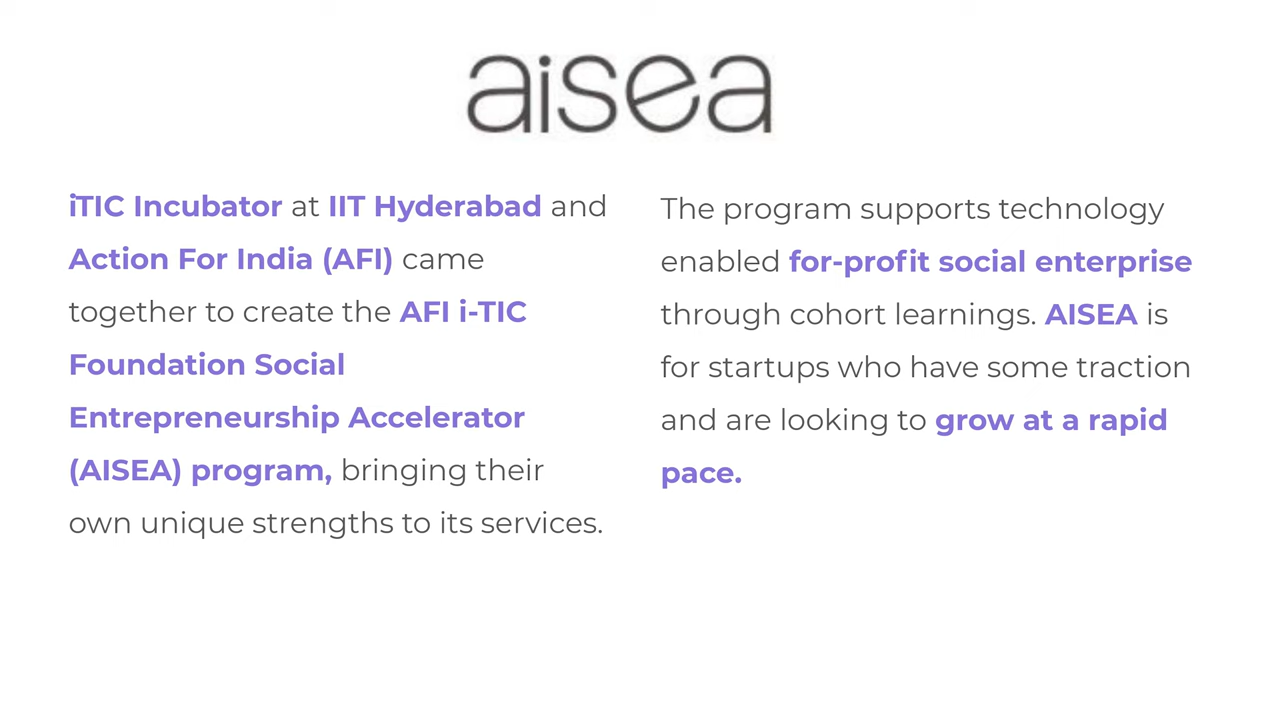 aisea
iTIC Incubator at IIT Hyderabad and
Action For India (AFI) came
together to create the AFI i-TIC
Foundation Social
Entrepreneurship Accelerator
(AISEA) program, bringing their
own unique strengths to its services.
The program supports technology
enabled for-profit social enterprise
through cohort learnings. AISEA is
for startups who have some traction
and are looking to grow at a rapid
pace.